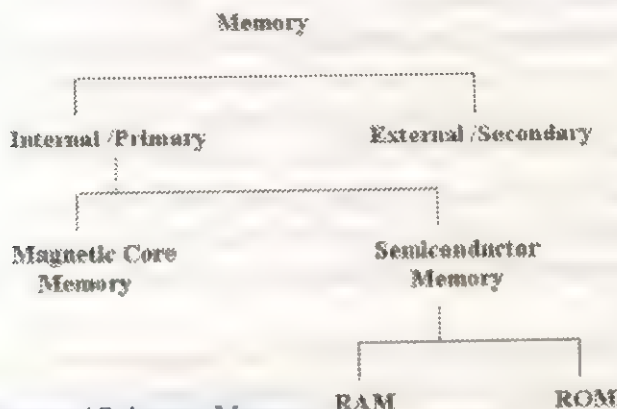 Memory
Internal /Primary External /Secondary
Magnetic Core Semiconductor
Memory Memory
RAM ROM